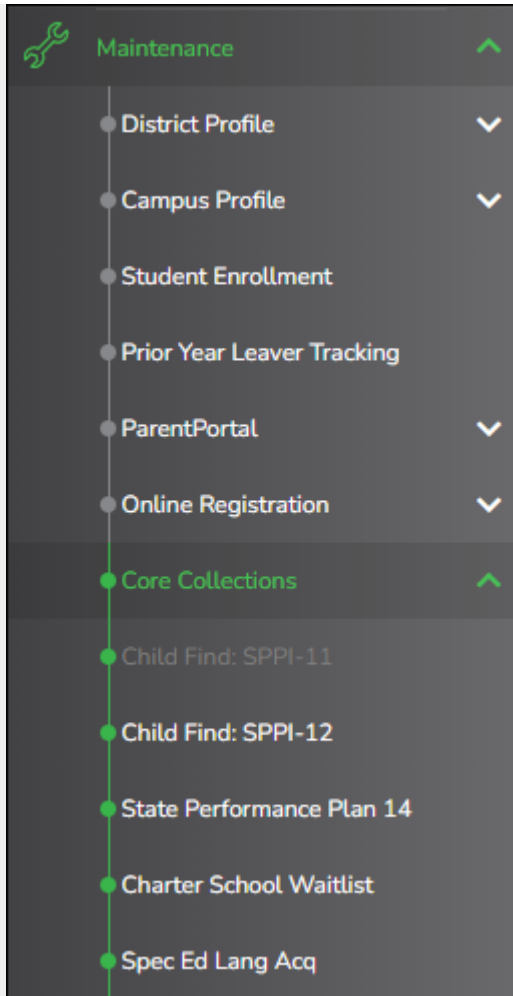 Maintenance
District Profile
Campus Profile
Student Enrollment
Prior Year Leaver Tracking
ParentPortal
Online Registration
Core Collections
Child Find: SPPI-11
Child Find: SPPI-12
State Performance Plan 14
Charter School Waitlist
Spec Ed Lang Acq